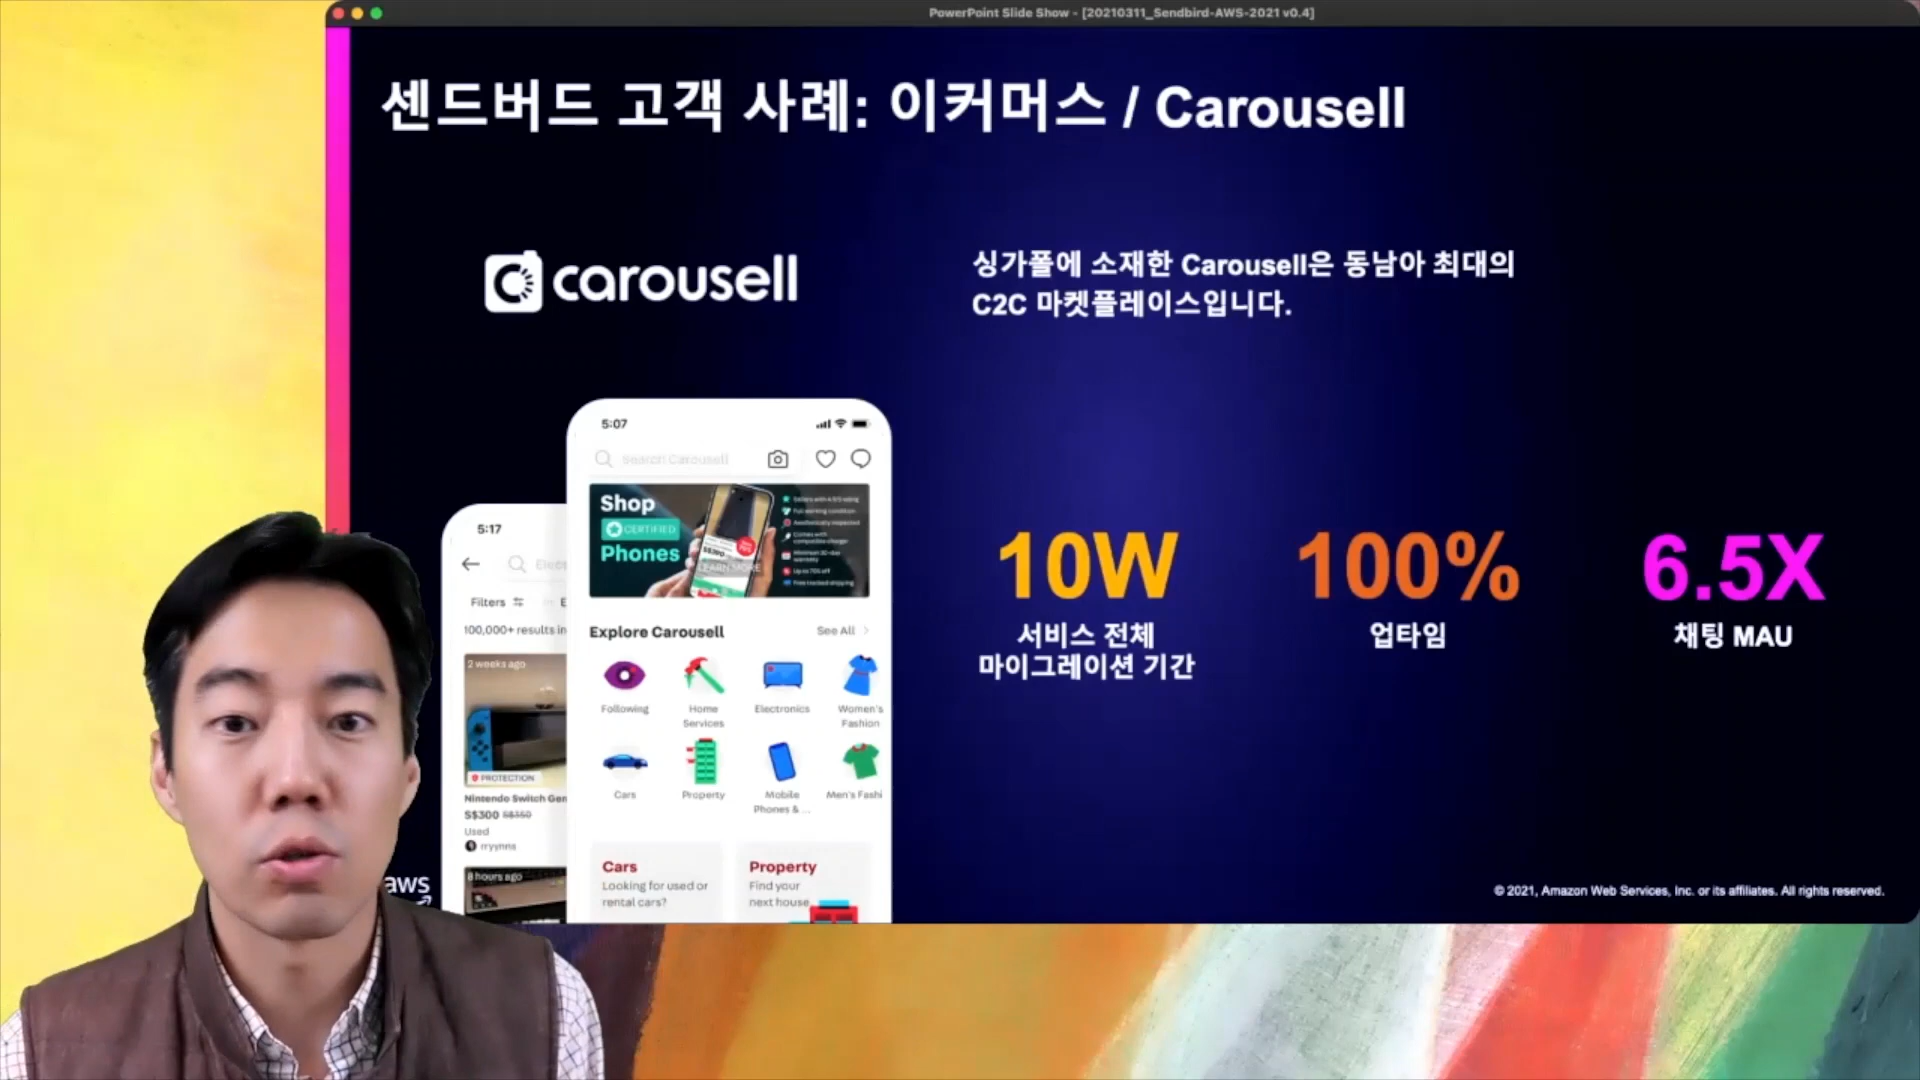 PowerPoint Slide Show - [20210311_Sendbird-AWS-2021 v0.4]
센드버드 고객 사례: 이커머스 / Carousell
carousell
싱가폴에 소재한 Carousell은 동남아 최대의
C2C 마켓플레이스입니다.
5:07
Search Carousell
Shop
CERTIFIED
Phones
LEARN MORE
Explore Carousell
See All
Following
Home
Services
Electronics
Women's
Fashion
Cars
Property
Mobile
Phones & ...
Men's Fashi
Cars
Looking for used or
rental cars?
Property
Find your
next house
5:17
Filters
100,000+ results in
2 weeks ago
PROTECTION
Nintendo Switch Gen
S$300 S$350
Used
rryynns
8 hours ago
10W
서비스 전체
마이그레이션 기간
100%
업타임
6.5X
채팅 MAU
aws
© 2021, Amazon Web Services, Inc. or its affiliates. All rights reserved.